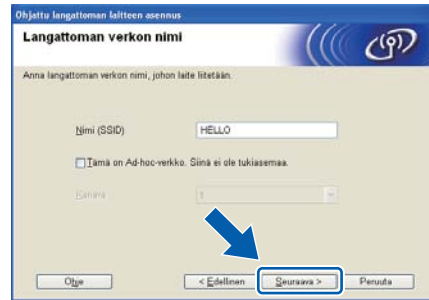 Ohjattu langattoman laitteen asennus
Langattoman verkon nimi
Anna langattoman verkon nimi, johon laite liitetään.
Nimi (SSID) HELLO
Tämä on Ad-hoc-verkko. Siinä ei ole tukiasemaa.
Kanava 1
Ohje < Edellinen Seuraava > Peruuta